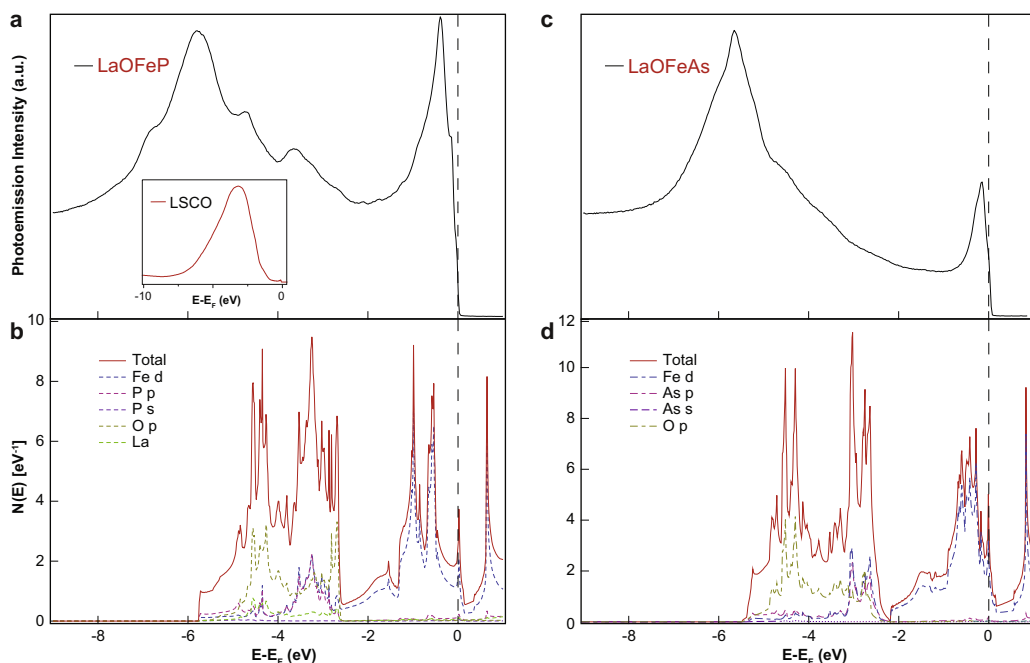 a
Photoemission Intensity (a.u.)
LaOFeP
LSCO
-10
0
E-E_F (eV)
c
LaOFeAs
b
N(E) [eV⁻¹]
10
8
6
4
2
0
Total
Fe d
P p
P s
O p
La
-8
-6
-4
-2
0
E-E_F (eV)
d
12
10
8
6
4
2
0
Total
Fe d
As p
As s
O p
-8
-6
-4
-2
0
E-E_F (eV)